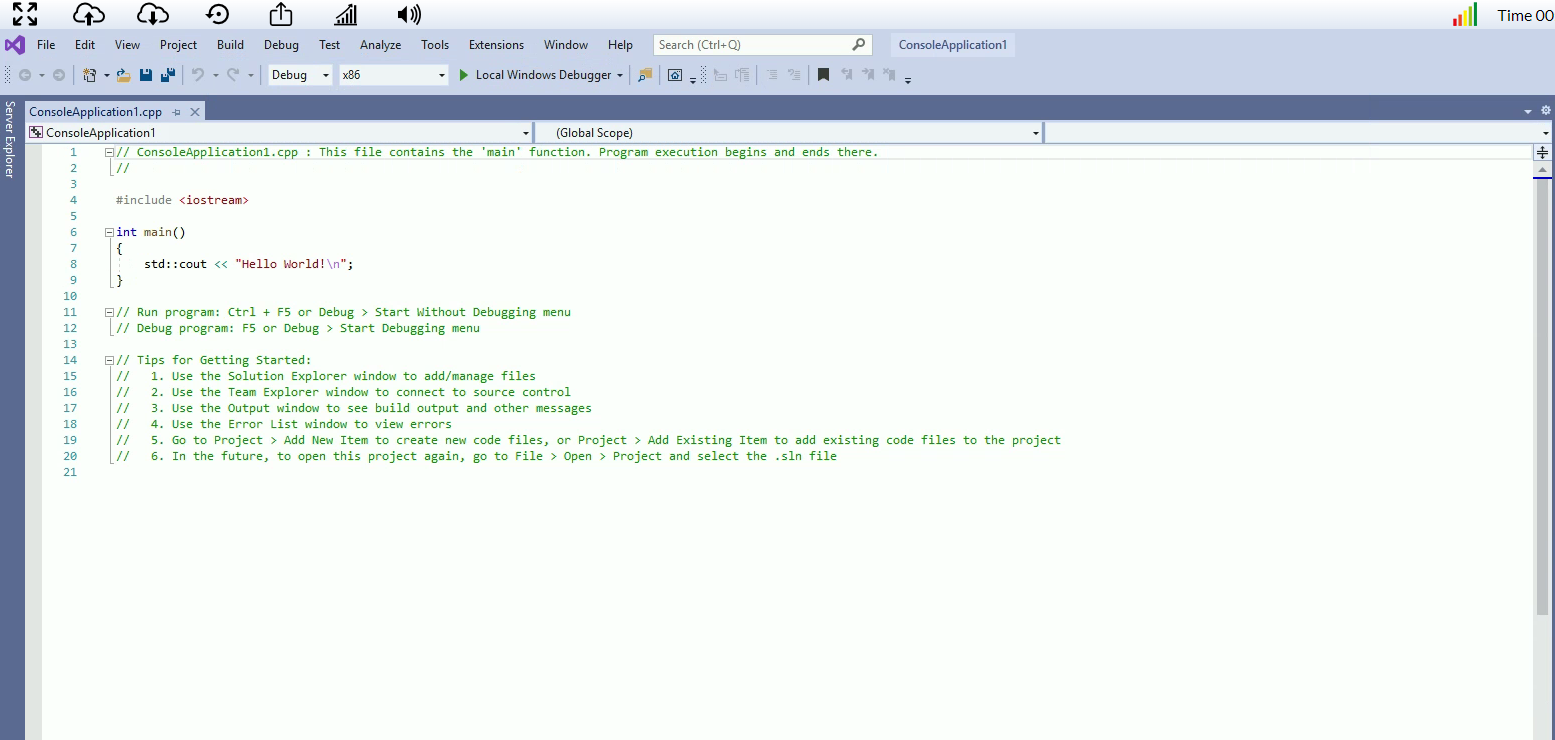 Time 00
File Edit View Project Build Debug Test Analyze Tools Extensions Window Help Search (Ctrl+Q) ConsoleApplication1
Debug x86 Local Windows Debugger
Server Explorer
ConsoleApplication1.cpp
ConsoleApplication1 (Global Scope)
1 // ConsoleApplication1.cpp : This file contains the 'main' function. Program execution begins and ends there.
2 //
3
4 #include <iostream>
5
6 int main()
7 {
8 std::cout << "Hello World!\n";
9 }
10
11 // Run program: Ctrl + F5 or Debug > Start Without Debugging menu
12 // Debug program: F5 or Debug > Start Debugging menu
13
14 // Tips for Getting Started:
15 // 1. Use the Solution Explorer window to add/manage files
16 // 2. Use the Team Explorer window to connect to source control
17 // 3. Use the Output window to see build output and other messages
18 // 4. Use the Error List window to view errors
19 // 5. Go to Project > Add New Item to create new code files, or Project > Add Existing Item to add existing code files to the project
20 // 6. In the future, to open this project again, go to File > Open > Project and select the .sln file
21